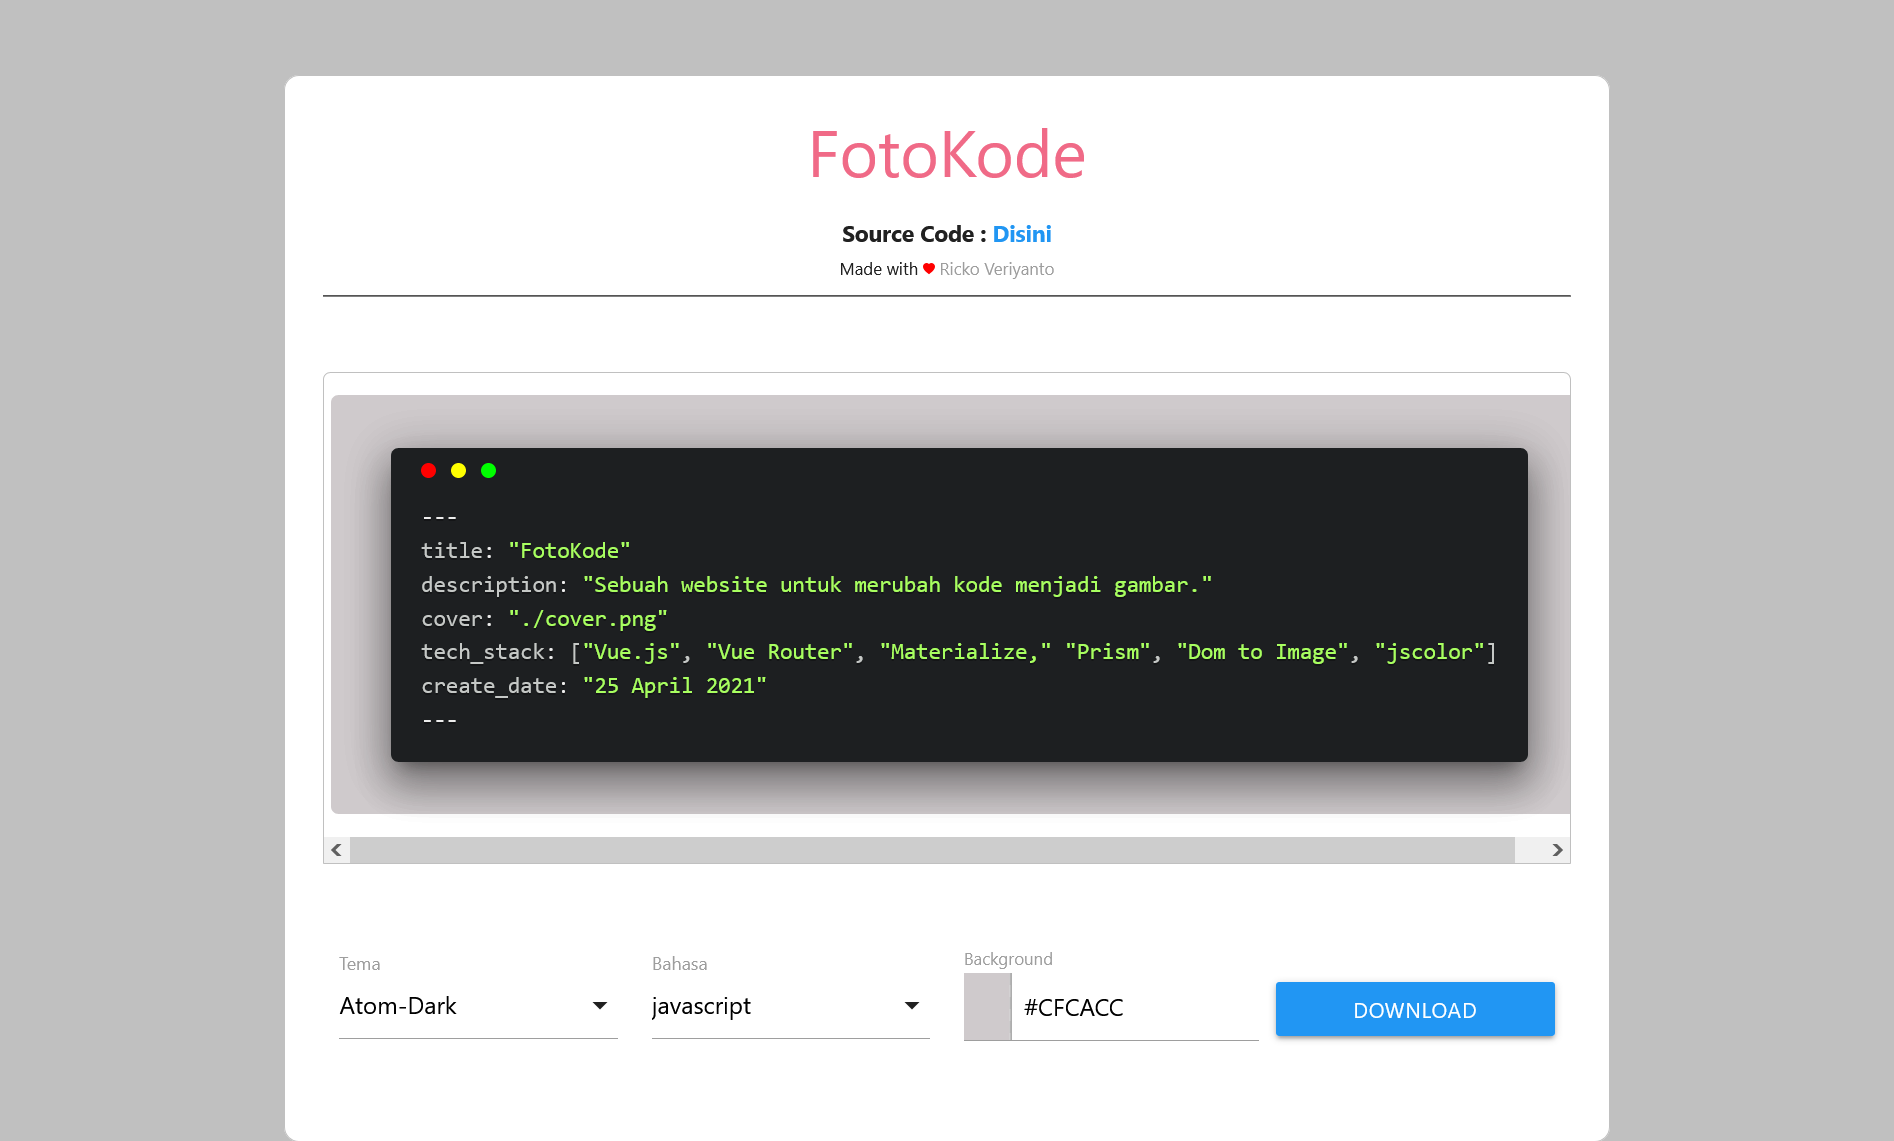 FotoKode
Source Code : Disini
Made with ❤ Ricko Veriyanto
---
title: "FotoKode"
description: "Sebuah website untuk merubah kode menjadi gambar."
cover: "./cover.png"
tech_stack: ["Vue.js", "Vue Router", "Materialize," "Prism", "Dom to Image", "jscolor"]
create_date: "25 April 2021"
---
Tema
Atom-Dark
Bahasa
javascript
Background
#CFCACC
DOWNLOAD